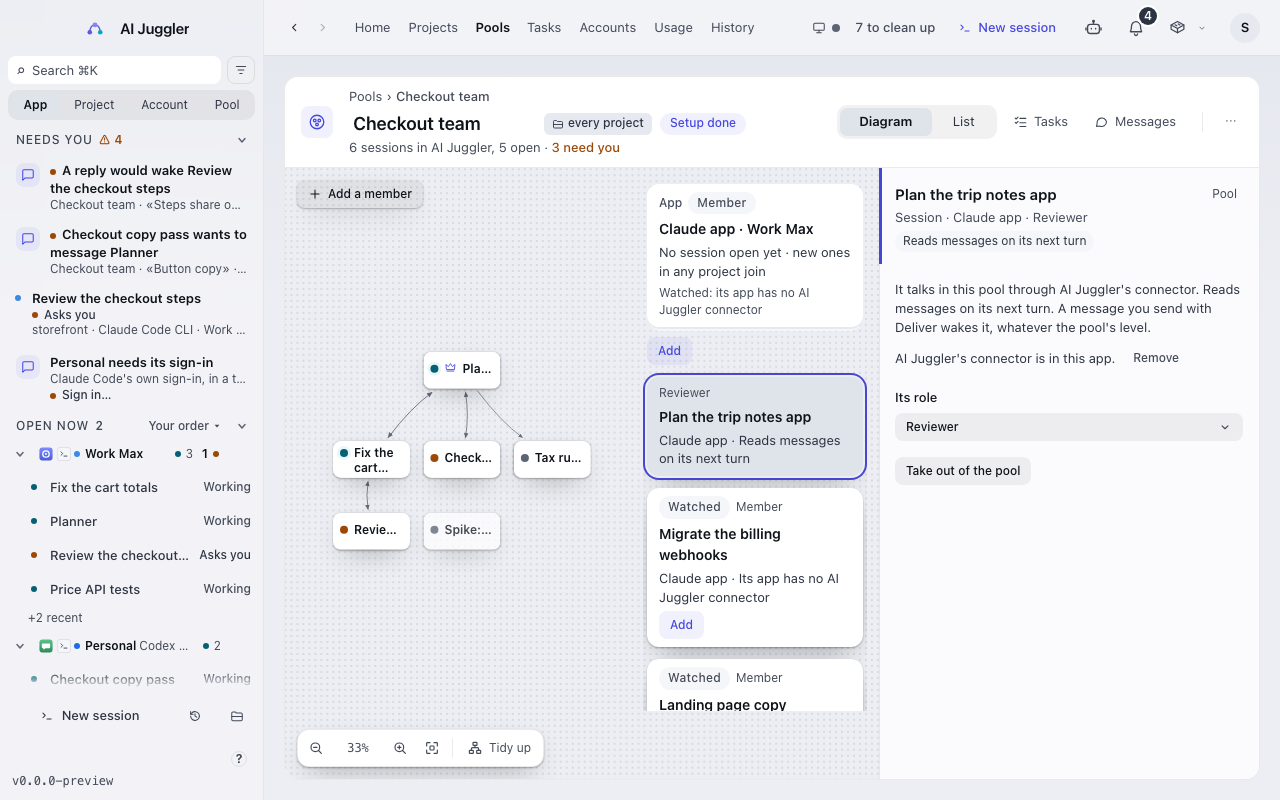 AI Juggler
Search ⌘K
App Project Account Pool
NEEDS YOU 4
A reply would wake Review the checkout steps
Checkout team · «Steps share o…
Checkout copy pass wants to message Planner
Checkout team · «Button copy» ·…
Review the checkout steps
Asks you
storefront · Claude Code CLI · Work …
Personal needs its sign-in
Claude Code's own sign-in, in a t…
Sign in…
OPEN NOW 2 Your order
Work Max 3 1
Fix the cart totals Working
Planner Working
Review the checkout… Asks you
Price API tests Working
+2 recent
Personal Codex … 2
Checkout copy pass Working
New session
?
v0.0.0-preview
Home Projects Pools Tasks Accounts Usage History
7 to clean up
New session
4
S
Pools › Checkout team
Checkout team
every project
Setup done
6 sessions in AI Juggler, 5 open · 3 need you
Diagram List
Tasks
Messages
Add a member
Pla…
Fix the cart…
Check…
Tax ru…
Revie…
Spike:…
App Member
Claude app · Work Max
No session open yet · new ones
in any project join
Watched: its app has no AI
Juggler connector
Add
Reviewer
Plan the trip notes app
Claude app · Reads messages
on its next turn
Watched Member
Migrate the billing
webhooks
Claude app · Its app has no AI
Juggler connector
Add
Watched Member
Landing page copy
33%
Tidy up
Plan the trip notes app Pool
Session · Claude app · Reviewer
Reads messages on its next turn
It talks in this pool through AI Juggler's connector. Reads
messages on its next turn. A message you send with
Deliver wakes it, whatever the pool's level.
AI Juggler's connector is in this app. Remove
Its role
Reviewer
Take out of the pool